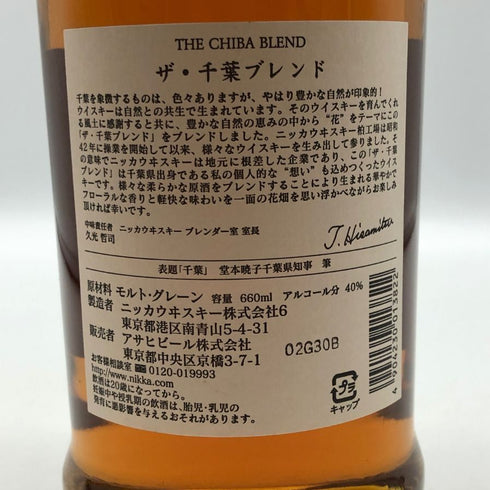 THE CHIBA BLEND
ザ・千葉ブレンド
千葉を象徴するものは、色々ありますが、やはり豊かな自然が印象的！
ウイスキーは自然との共生で生まれています。そのウイスキーを育んでくれ
る風土に感謝すると共に、豊かな自然の恵みの中から“花”をテーマにこの
「ザ・千葉ブレンド」をブレンドしました。ニッカウヰスキー柏工場は昭和
42年に操業を開始して以来、様々なウイスキーを生み出して参りました。そ
の意味でニッカウヰスキーは地元に根差した企業であり、この「ザ・千葉
ブレンド」は千葉県出身である私の個人的な“想い”も込めつくったウイス
キーです。様々な柔らかな原酒をブレンドすることにより生まれる華やかで
フローラルな香りと軽快な味わいを一面の花畑を思い浮かべながらお楽しみ
頂ければ幸いです。
中味責任者 ニッカウヰスキー ブレンダー室 室長
久光 哲司
T. Hisamitsu
表題「千葉」 堂本暁子千葉県知事 筆
原材料 モルト・グレーン 容量 660ml アルコール分 40%
製造者 ニッカウヰスキー株式会社6
東京都港区南青山5-4-31
販売者 アサヒビール株式会社
東京都中央区京橋3-7-1
お客様相談室 0120-019993
http://www.nikka.com/
飲酒は20歳になってから。
妊娠中や授乳期の飲酒は、胎児・乳児の
発育に悪影響を与えるおそれがあります。
02G30B
プラ
キャップ
4 904230 013822